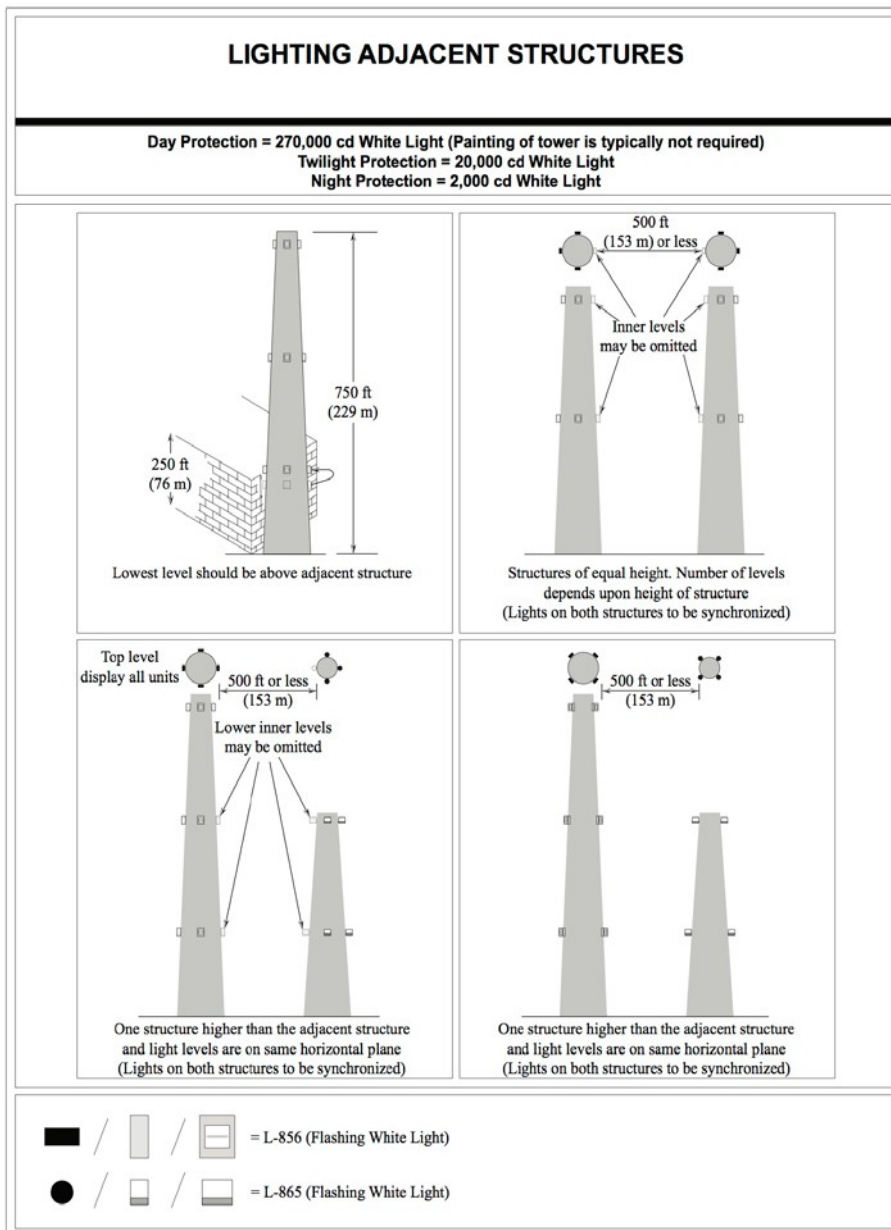 LIGHTING ADJACENT STRUCTURES
Day Protection = 270,000 cd White Light (Painting of tower is typically not required)
Twilight Protection = 20,000 cd White Light
Night Protection = 2,000 cd White Light
750 ft
(229 m)
250 ft
(76 m)
Lowest level should be above adjacent structure
500 ft
(153 m) or less
Inner levels
may be omitted
Structures of equal height. Number of levels
depends upon height of structure
(Lights on both structures to be synchronized)
Top level
display all units
500 ft or less
(153 m)
Lower inner levels
may be omitted
One structure higher than the adjacent structure
and light levels are on same horizontal plane
(Lights on both structures to be synchronized)
500 ft or less
(153 m)
One structure higher than the adjacent structure
and light levels are on same horizontal plane
(Lights on both structures to be synchronized)
= L-856 (Flashing White Light)
= L-865 (Flashing White Light)